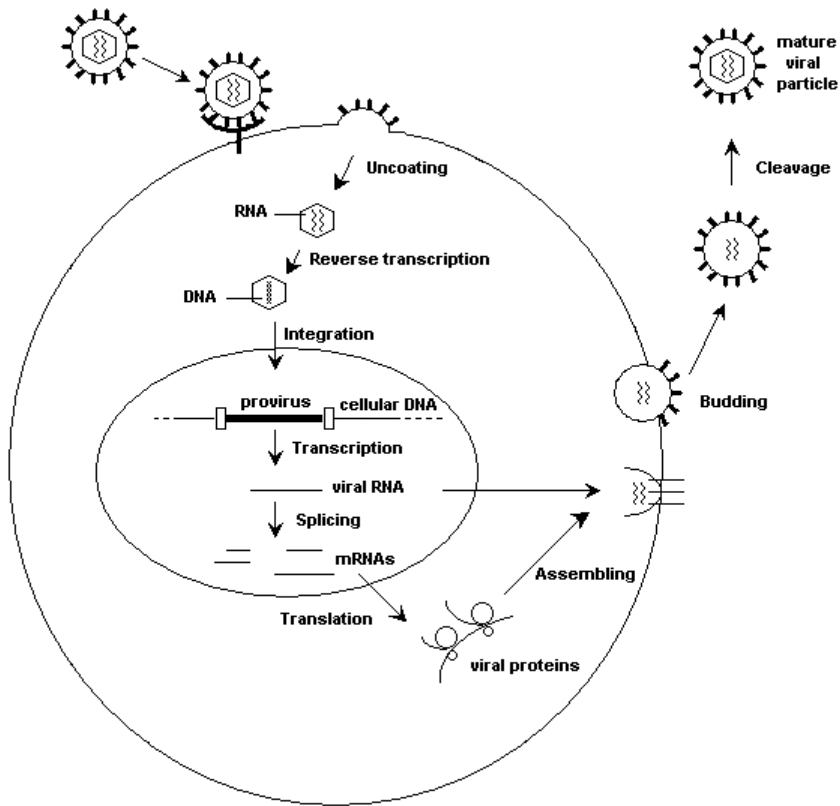 mature
viral
particle
Cleavage
Uncoating
RNA
Reverse transcription
DNA
Integration
provirus
cellular DNA
Budding
Transcription
viral RNA
Splicing
mRNAs
Assembling
Translation
viral proteins